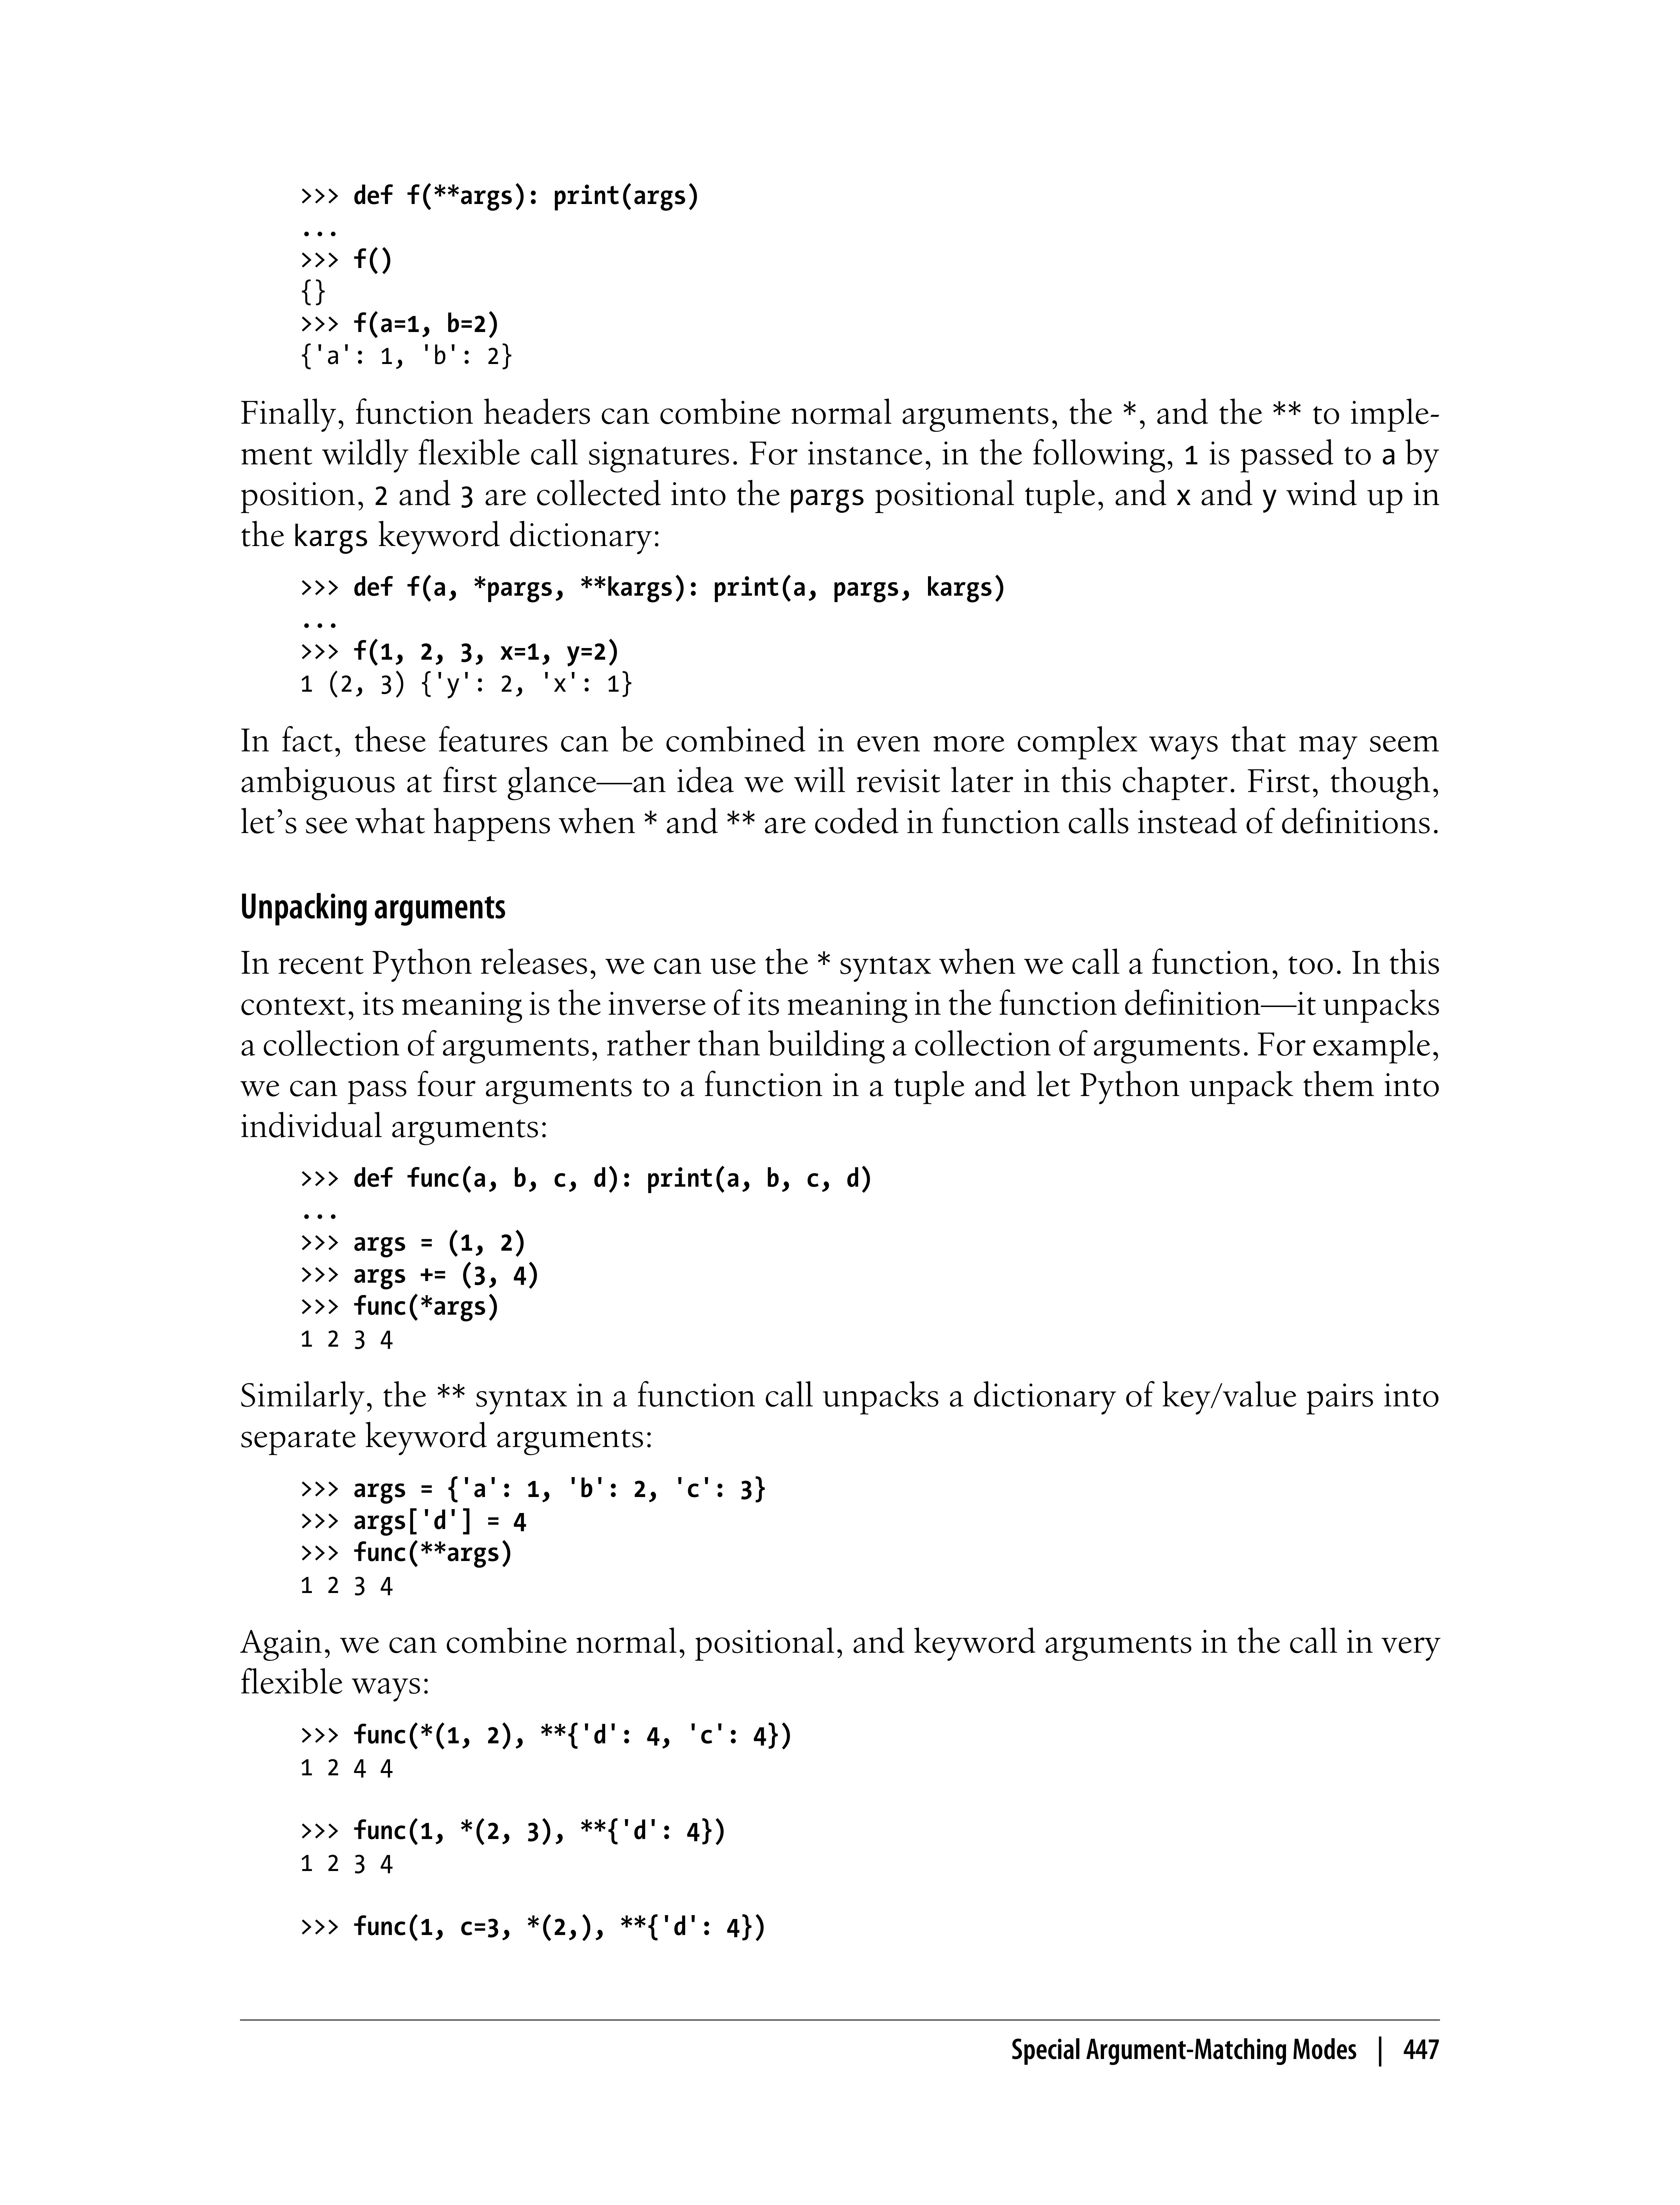 >>> def f(**args): print(args)
...
>>> f()
{}
>>> f(a=1, b=2)
{'a': 1, 'b': 2}
Finally, function headers can combine normal arguments, the *, and the ** to imple-
ment wildly flexible call signatures. For instance, in the following, 1 is passed to a by
position, 2 and 3 are collected into the pargs positional tuple, and x and y wind up in
the kargs keyword dictionary:
>>> def f(a, *pargs, **kargs): print(a, pargs, kargs)
...
>>> f(1, 2, 3, x=1, y=2)
1 (2, 3) {'y': 2, 'x': 1}
In fact, these features can be combined in even more complex ways that may seem
ambiguous at first glance—an idea we will revisit later in this chapter. First, though,
let's see what happens when * and ** are coded in function calls instead of definitions.
Unpacking arguments
In recent Python releases, we can use the * syntax when we call a function, too. In this
context, its meaning is the inverse of its meaning in the function definition—it unpacks
a collection of arguments, rather than building a collection of arguments. For example,
we can pass four arguments to a function in a tuple and let Python unpack them into
individual arguments:
>>> def func(a, b, c, d): print(a, b, c, d)
...
>>> args = (1, 2)
>>> args += (3, 4)
>>> func(*args)
1 2 3 4
Similarly, the ** syntax in a function call unpacks a dictionary of key/value pairs into
separate keyword arguments:
>>> args = {'a': 1, 'b': 2, 'c': 3}
>>> args['d'] = 4
>>> func(**args)
1 2 3 4
Again, we can combine normal, positional, and keyword arguments in the call in very
flexible ways:
>>> func(*(1, 2), **{'d': 4, 'c': 4})
1 2 4 4
>>> func(1, *(2, 3), **{'d': 4})
1 2 3 4
>>> func(1, c=3, *(2,), **{'d': 4})
Special Argument-Matching Modes | 447